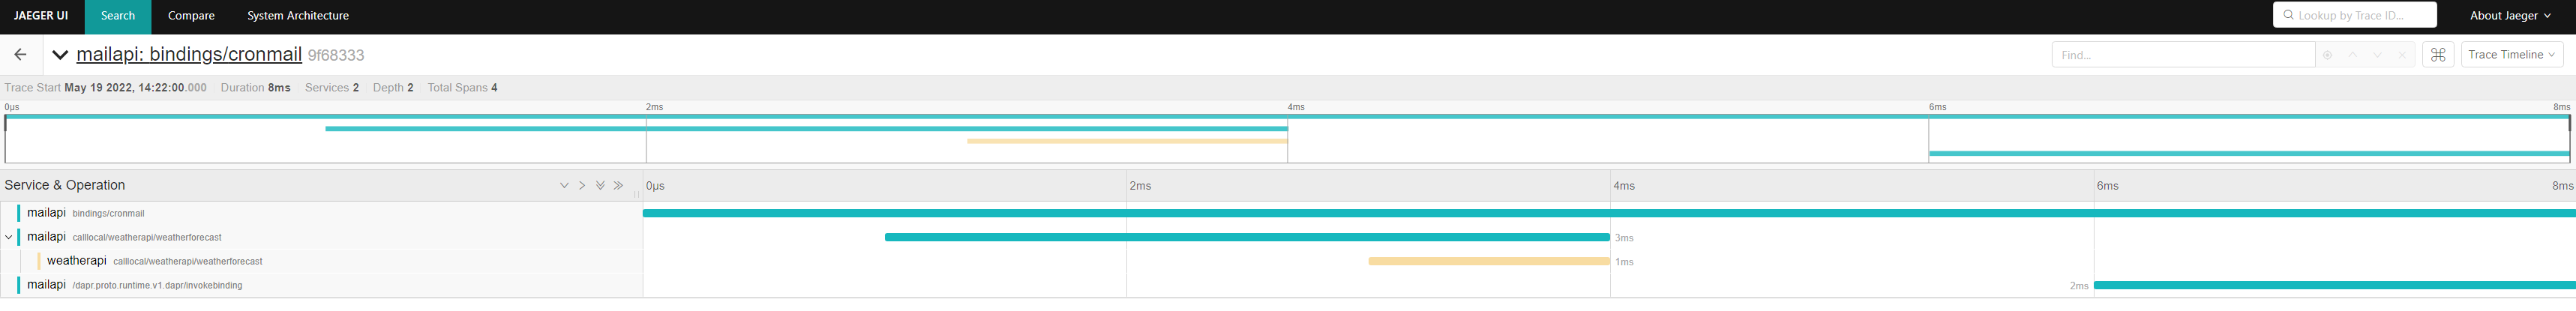 JAEGER UI Search Compare System Architecture Lookup by Trace ID... About Jaeger
mailapi: bindings/cronmail 9f68333 Find... Trace Timeline
Trace Start May 19 2022, 14:22:00.000 Duration 8ms Services 2 Depth 2 Total Spans 4
0μs 2ms 4ms 6ms 8ms
Service & Operation 0μs 2ms 4ms 6ms 8ms
mailapi bindings/cronmail
mailapi calllocal/weatherapi/weatherforecast 3ms
weatherapi calllocal/weatherapi/weatherforecast 1ms
mailapi /dapr.proto.runtime.v1.dapr/invokebinding 2ms